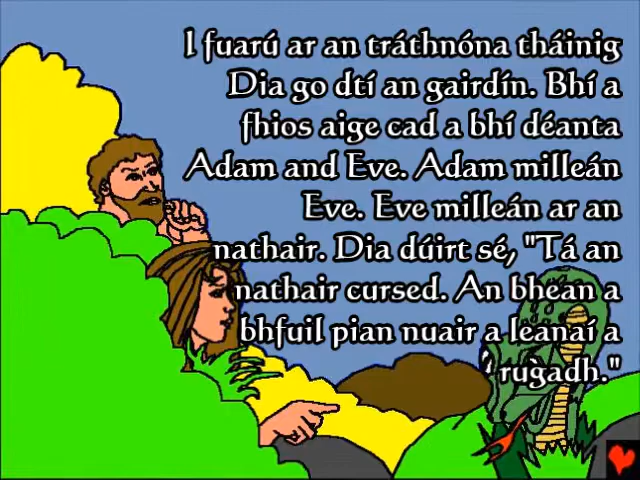 I fuarú ar an tráthnóna tháinig
Dia go dtí an gairdín. Bhí a
fhios aige cad a bhí déanta
Adam and Eve. Adam milleán
Eve. Eve milleán ar an
nathair. Dia dúirt sé, "Tá an
nathair cursed. An bhean a
bhfuil pian nuair a leanaí a
rugadh."